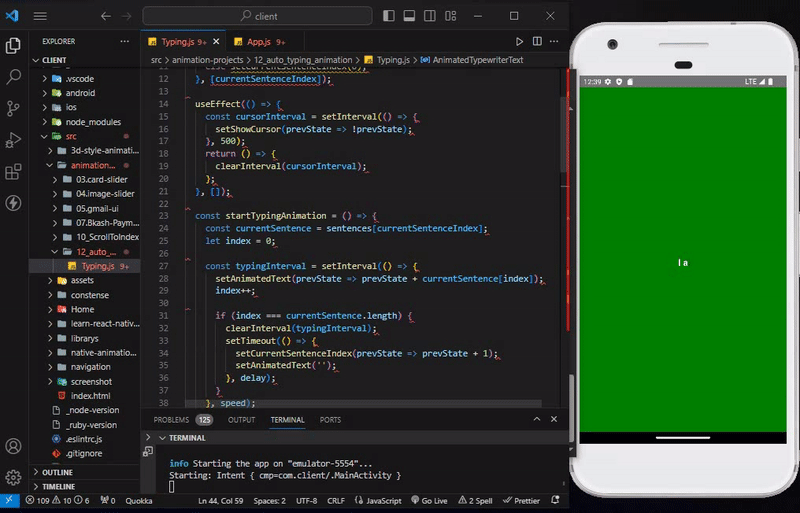 client
EXPLORER
Typing.js 9+
App.js 9+
src > animation-projects > 12_auto_typing_animation > Typing.js > AnimatedTypewriterText
CLIENT
.vscode
android
ios
node_modules
src
3d-style-animati...
animation...
03.card-slider
04.image-slider
05.gmail-ui
07.Bkash-Paym...
10_ScrollToIndex
12_auto_...
Typing.js 9+
assets
constense
Home
learn-react-nativ...
librarys
native-animatio...
navigation
screenshot
index.html
_node-version
_ruby-version
.eslintrc.js
.gitignore
OUTLINE
TIMELINE
12 }, [currentSentenceIndex]);
13
14 useEffect(() => {
15 const cursorInterval = setInterval(() => {
16 setShowCursor(prevState => !prevState);
17 }, 500);
18 return () => {
19 clearInterval(cursorInterval);
20 };
21 }, []);
22
23 const startTypingAnimation = () => {
24 const currentSentence = sentences[currentSentenceIndex];
25 let index = 0;
26
27 const typingInterval = setInterval(() => {
28 setAnimatedText(prevState => prevState + currentSentence[index]);
29 index++;
30
31 if (index === currentSentence.length) {
32 clearInterval(typingInterval);
33 setTimeout(() => {
34 setCurrentSentenceIndex(prevState => prevState + 1);
35 setAnimatedText('');
36 }, delay);
37 }
38 }, speed);
PROBLEMS 125 OUTPUT TERMINAL PORTS
TERMINAL
info Starting the app on "emulator-5554"...
Starting: Intent { cmp=com.client/.MainActivity }
109 10 6 0 Quokka Ln 44, Col 59 Spaces: 2 UTF-8 CRLF {} JavaScript Go Live 2 Spell Prettier
12:39 LTE
I a